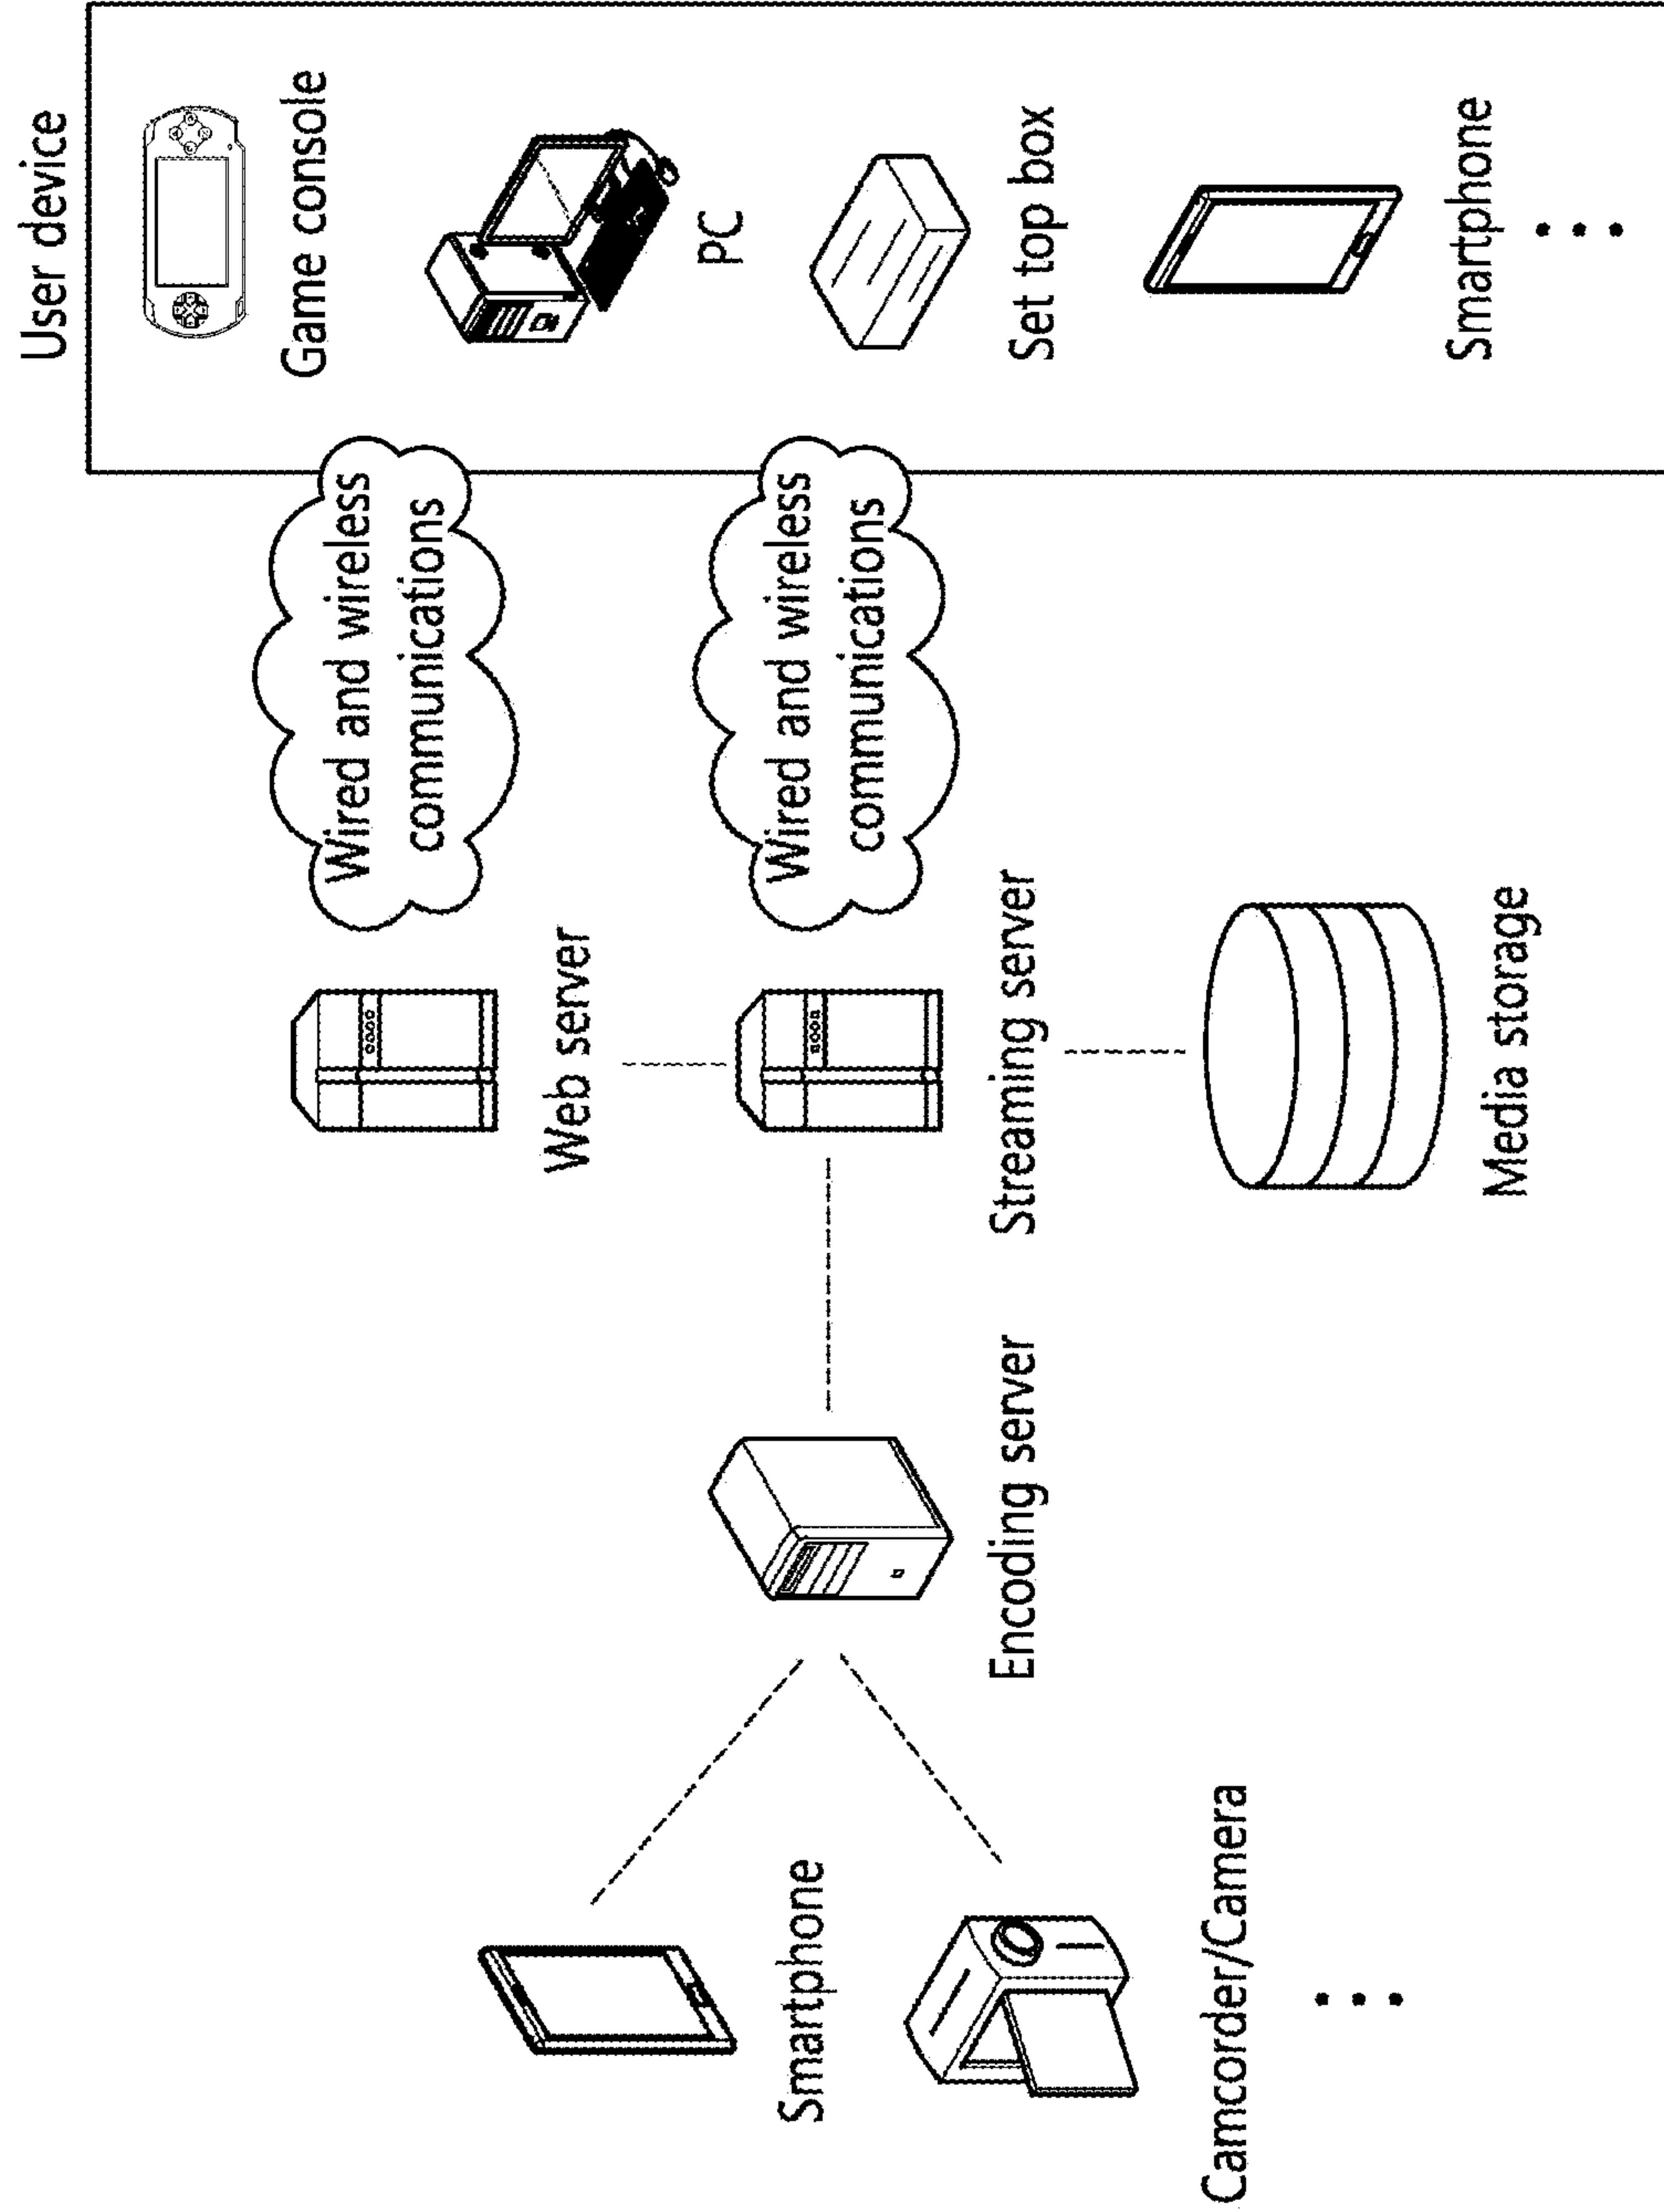 User device
Game console
PC
Set top box
Smartphone
Wired and wireless
communications
Wired and wireless
communications
Web server
Streaming server
Media storage
Encoding server
Smartphone
Camcorder/Camera